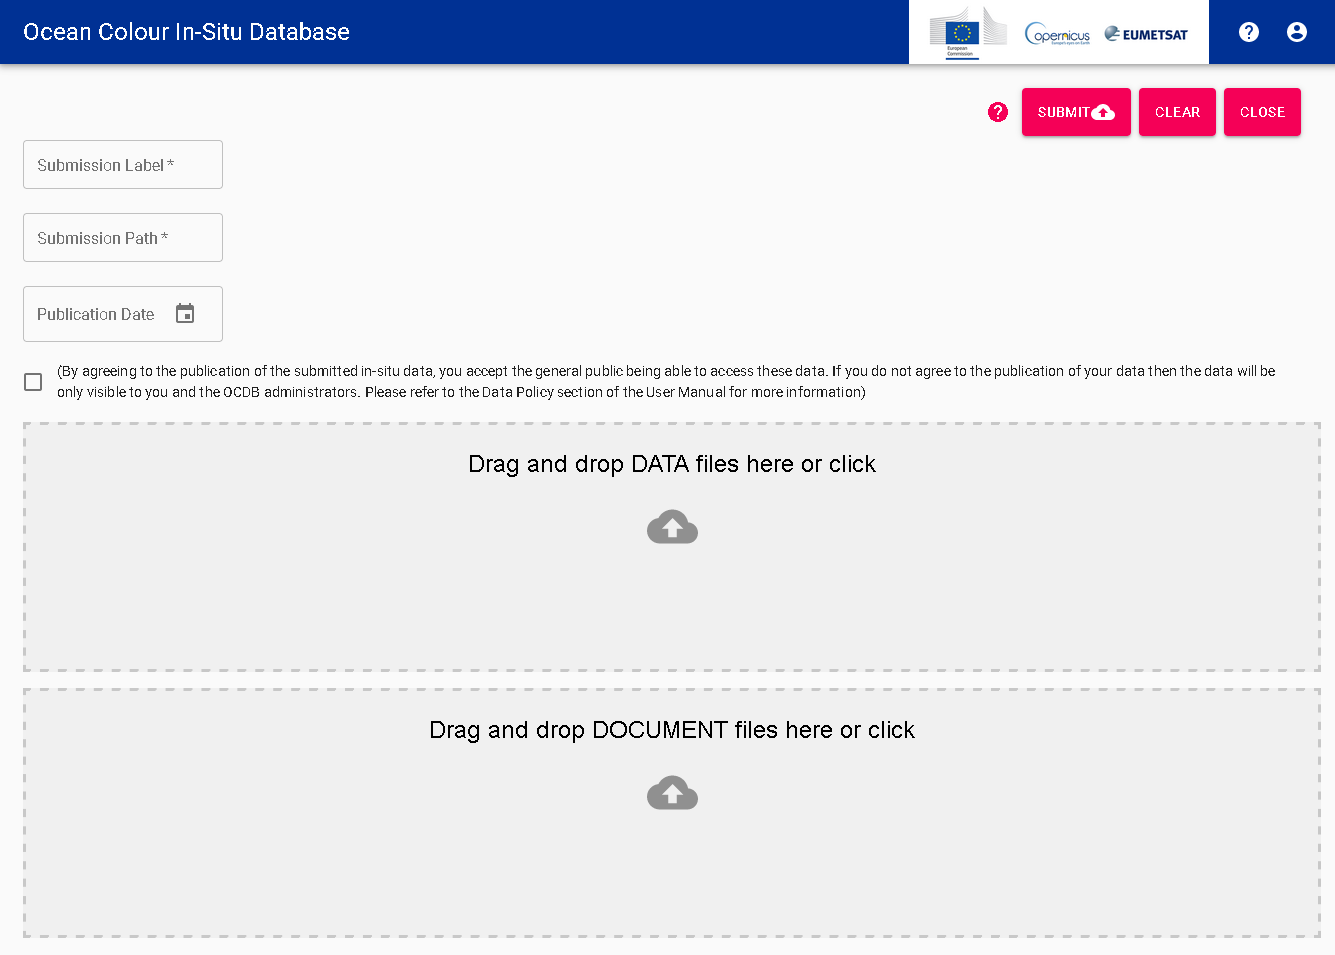 Ocean Colour In-Situ Database
European
Commission
opernicus
Europe's eyes on Earth
EUMETSAT
SUBMIT
CLEAR
CLOSE
Submission Label *
Submission Path *
Publication Date
(By agreeing to the publication of the submitted in-situ data, you accept the general public being able to access these data. If you do not agree to the publication of your data then the data will be
only visible to you and the OCDB administrators. Please refer to the Data Policy section of the User Manual for more information)
Drag and drop DATA files here or click
Drag and drop DOCUMENT files here or click